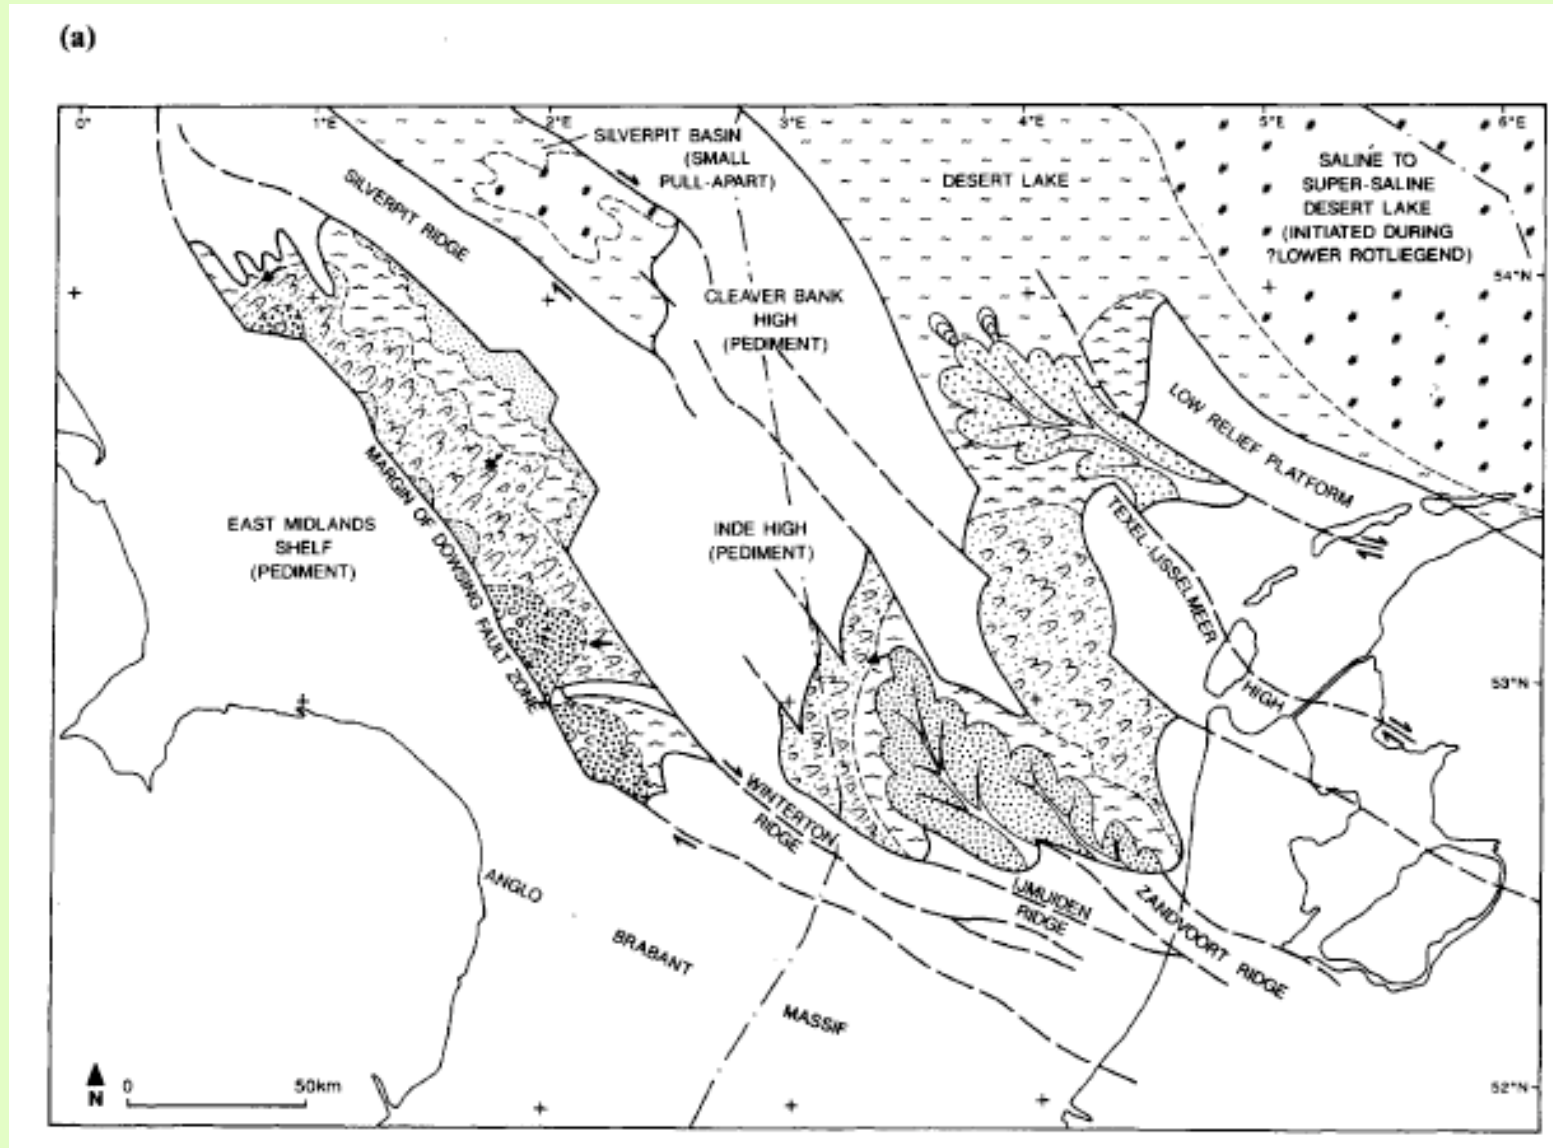 (a)
0°
1°E
2°E
3°E
4°E
5°E
6°E
SILVERPIT BASIN
(SMALL
PULL-APART)
DESERT LAKE
SALINE TO
SUPER-SALINE
DESERT LAKE
(INITIATED DURING
?LOWER ROTLIEGEND)
SILVERPIT RIDGE
54°N
CLEAVER BANK
HIGH
(PEDIMENT)
LOW RELIEF PLATFORM
MARGIN OF DOWSING FAULT ZONE
EAST MIDLANDS
SHELF
(PEDIMENT)
INDE HIGH
(PEDIMENT)
TEXEL-IJSSELMEER
HIGH
53°N
WINTERTON
RIDGE
IJMUIDEN
RIDGE
ZANDVOORT RIDGE
ANGLO
BRABANT
MASSIF
N
0
50km
52°N